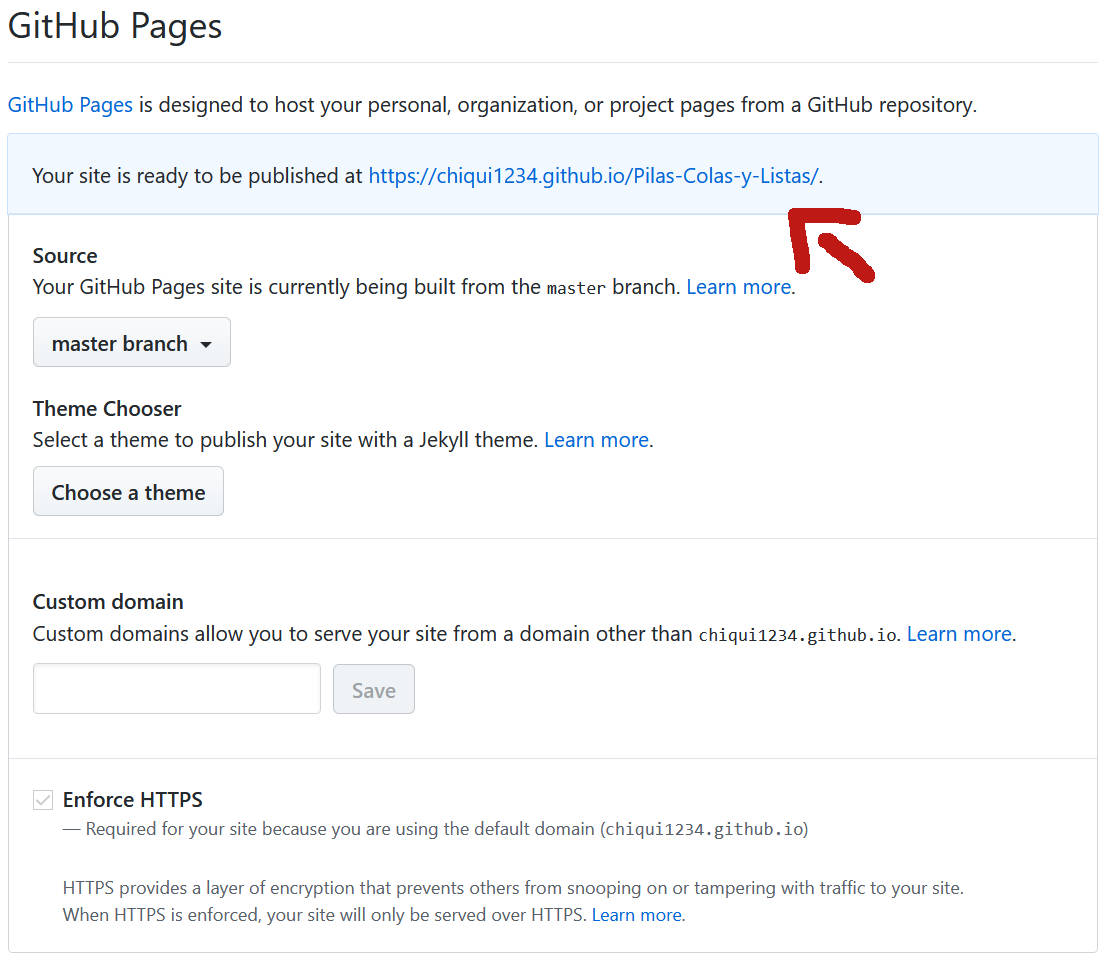 GitHub Pages
GitHub Pages is designed to host your personal, organization, or project pages from a GitHub repository.
Your site is ready to be published at https://chiqui1234.github.io/Pilas-Colas-y-Listas/.
Source
Your GitHub Pages site is currently being built from the master branch. Learn more.
master branch
Theme Chooser
Select a theme to publish your site with a Jekyll theme. Learn more.
Choose a theme
Custom domain
Custom domains allow you to serve your site from a domain other than chiqui1234.github.io. Learn more.
Save
Enforce HTTPS
— Required for your site because you are using the default domain (chiqui1234.github.io)
HTTPS provides a layer of encryption that prevents others from snooping on or tampering with traffic to your site.
When HTTPS is enforced, your site will only be served over HTTPS. Learn more.